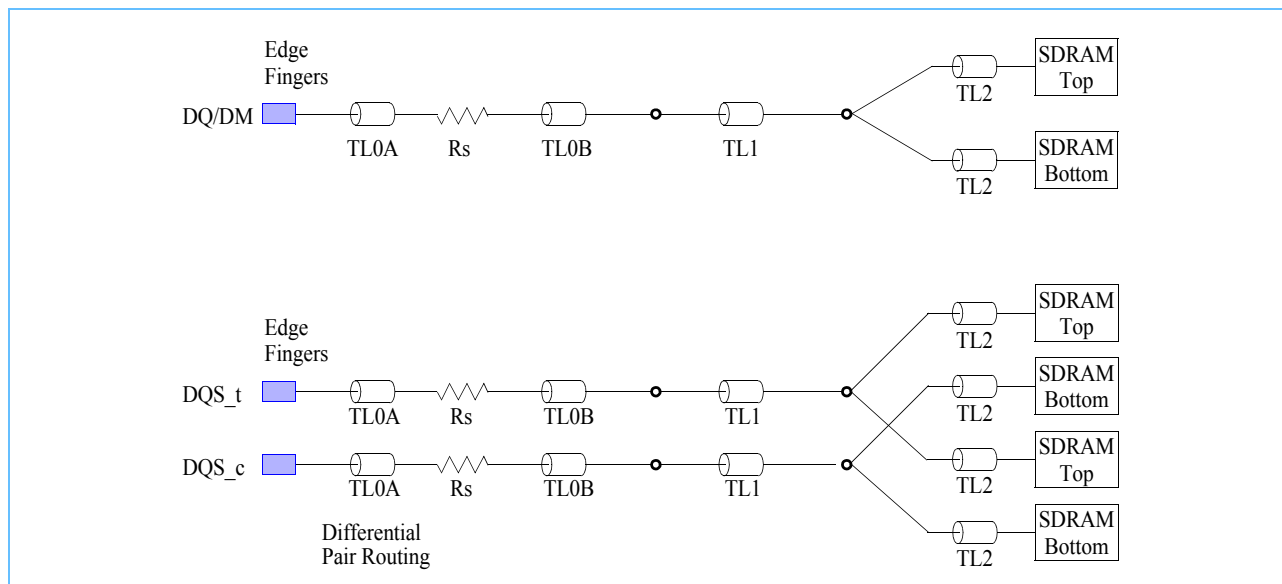 Edge
Fingers
DQ/DM
TL0A
Rs
TL0B
TL1
TL2
SDRAM
Top
TL2
SDRAM
Bottom
Edge
Fingers
DQS_t
TL0A
Rs
TL0B
TL1
TL2
SDRAM
Top
TL2
SDRAM
Bottom
DQS_c
TL0A
Rs
TL0B
TL1
TL2
SDRAM
Top
TL2
SDRAM
Bottom
Differential
Pair Routing